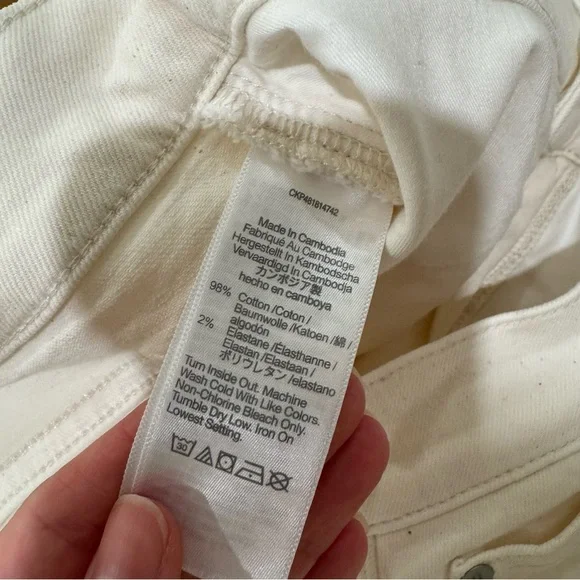 CKP481814742
Made In Cambodia
Fabriqué Au Cambodge
Hergestellt In Kambodscha
Vervaardigd In Cambodja
カンボジア製
hecho en camboya
98% Cotton /Coton /
Baumwolle /Katoen /綿 /
algodón
2% Elastane /Élasthanne /
Elastan /Elastaan /
ポリウレタン /elastano
Turn Inside Out. Machine
Wash Cold With Like Colors.
Non-Chlorine Bleach Only.
Tumble Dry Low. Iron On
Lowest Setting.
30